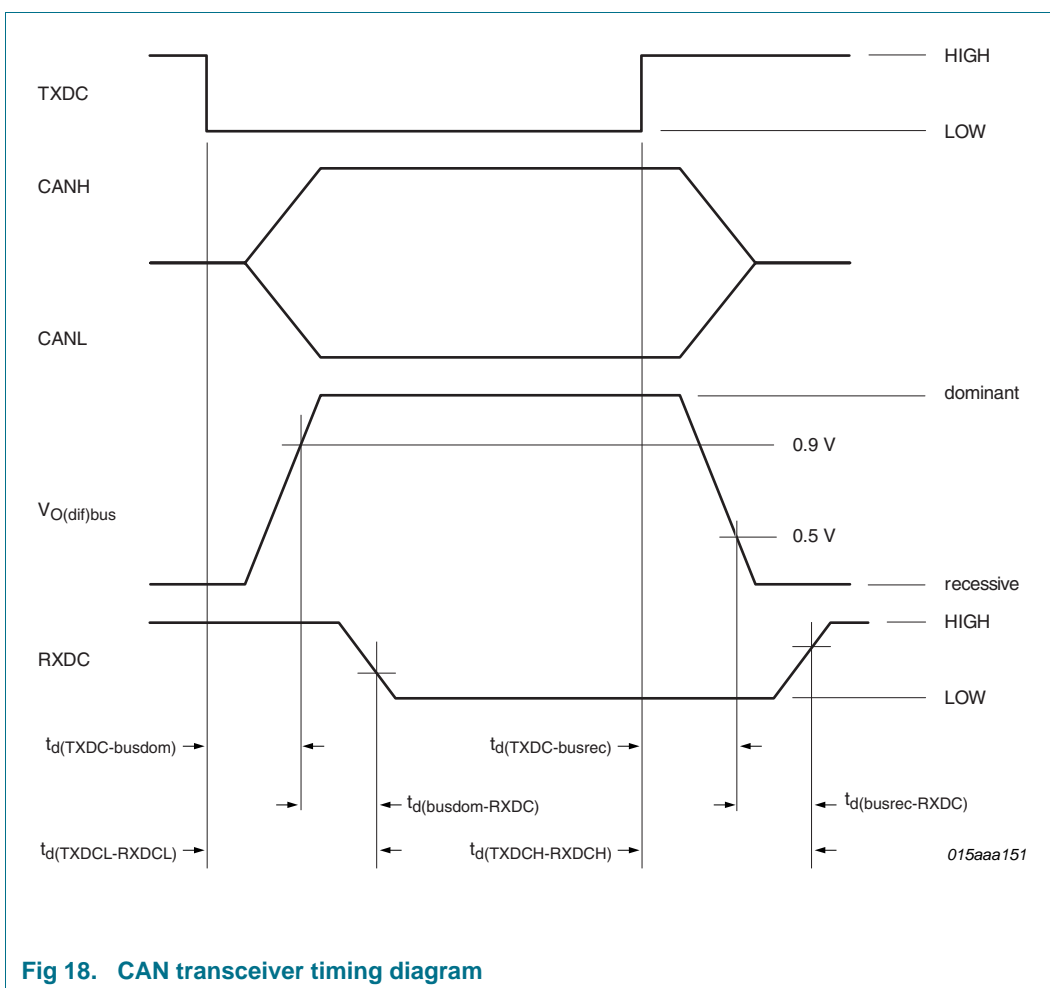 HIGH
TXDC
LOW
CANH
CANL
dominant
0.9 V
VO(dif)bus
0.5 V
recessive
HIGH
RXDC
LOW
td(TXDC-busdom)
td(TXDC-busrec)
td(busdom-RXDC)
td(busrec-RXDC)
td(TXDCL-RXDCL)
td(TXDCH-RXDCH)
015aaa151
Fig 18. CAN transceiver timing diagram